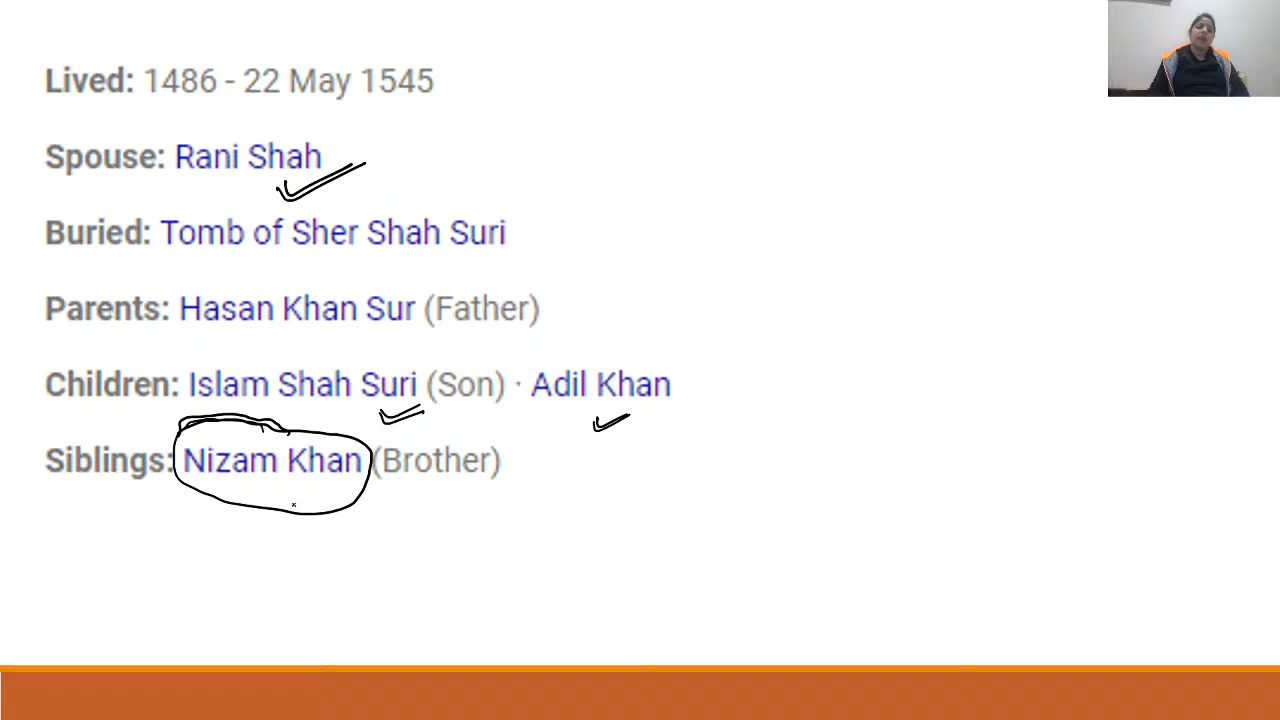 Lived: 1486 - 22 May 1545
Spouse: Rani Shah
Buried: Tomb of Sher Shah Suri
Parents: Hasan Khan Sur (Father)
Children: Islam Shah Suri (Son) · Adil Khan
Siblings: Nizam Khan (Brother)